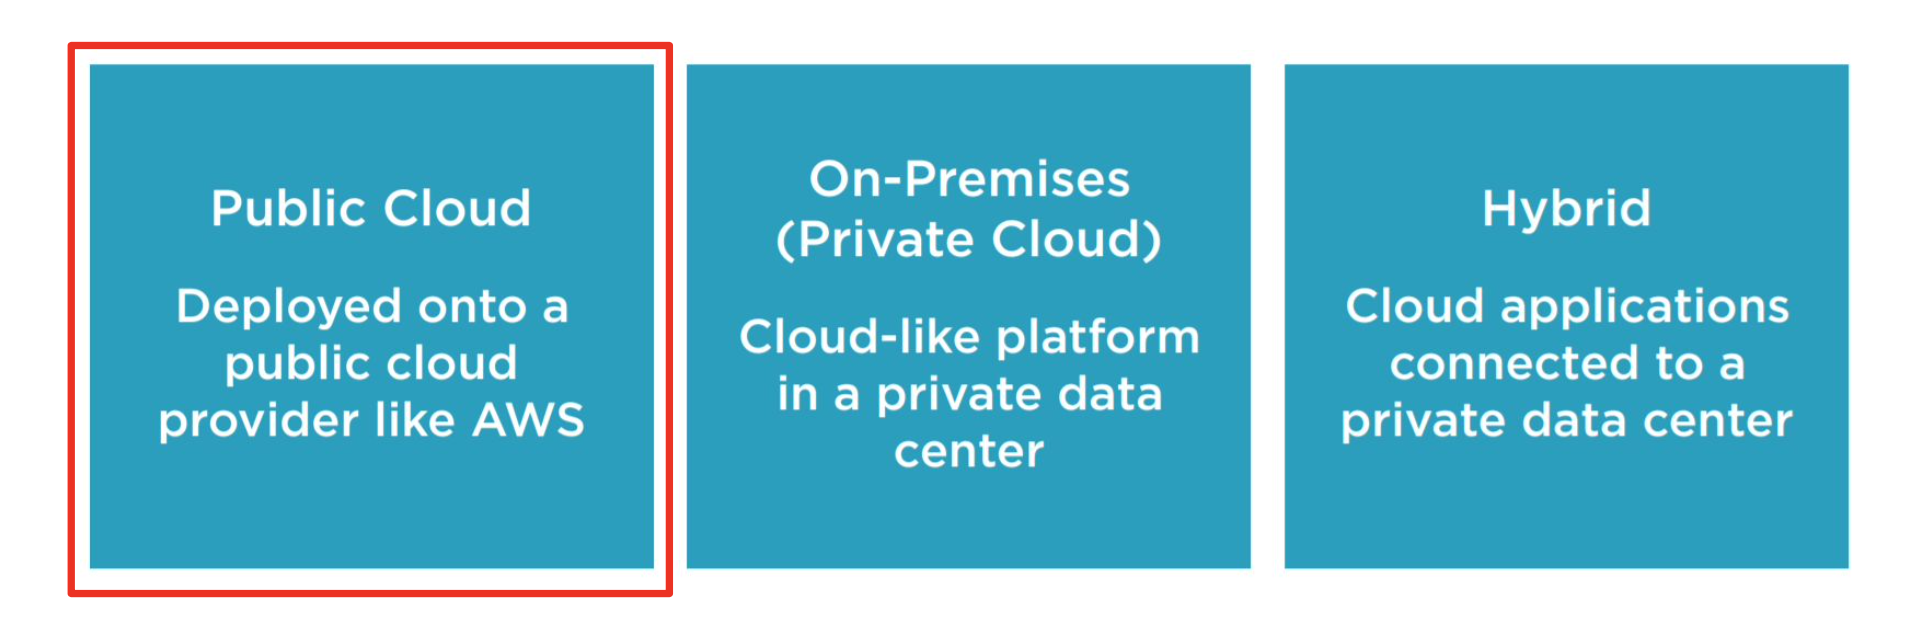 Public Cloud
Deployed onto a
public cloud
provider like AWS
On-Premises
(Private Cloud)
Cloud-like platform
in a private data
center
Hybrid
Cloud applications
connected to a
private data center